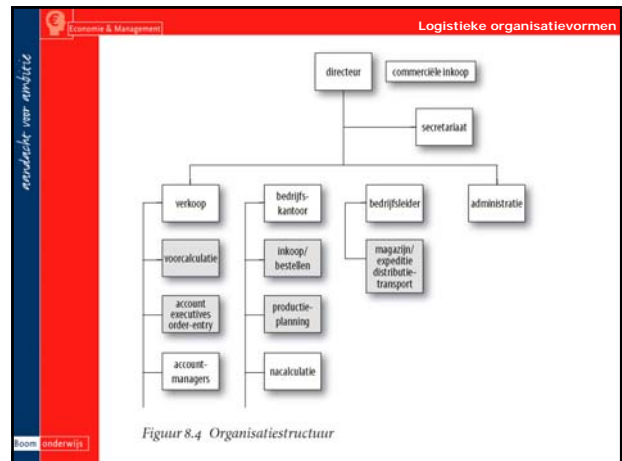 Economie & Management
Logistieke organisatievormen
aandacht voor ambitie
directeur
commerciële inkoop
secretariaat
verkoop
bedrijfs-
kantoor
bedrijfsleider
administratie
voorcalculatie
inkoop/
bestellen
magazijn/
expeditie
distributie-
transport
account
executives
order-entry
productie-
planning
account-
managers
nacalculatie
Figuur 8.4 Organisatiestructuur
Boom onderwijs